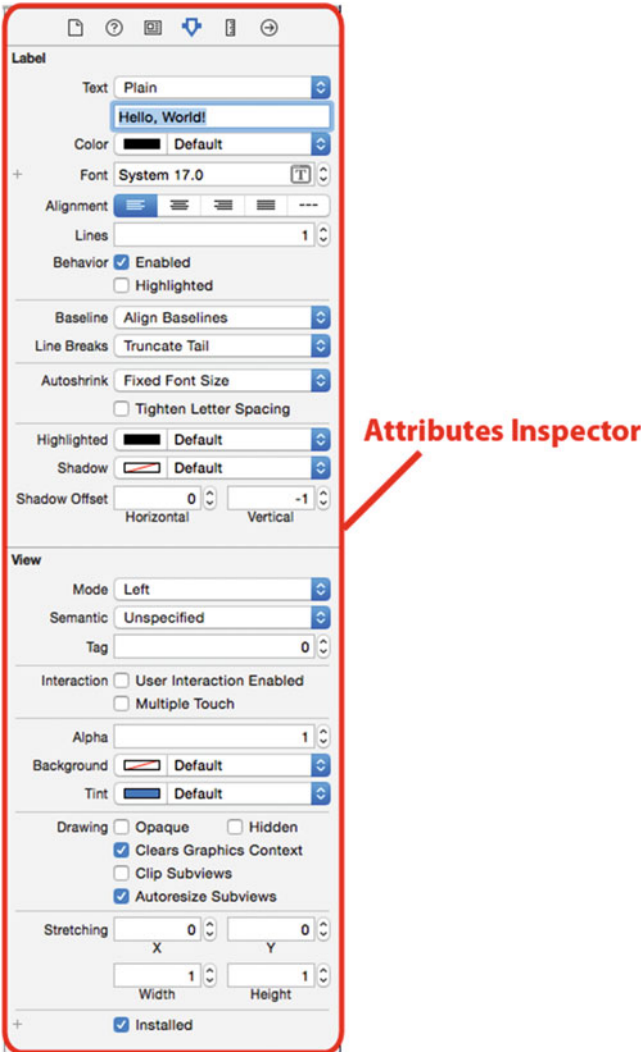 Label
Text Plain
Hello, World!
Color Default
+ Font System 17.0 T
Alignment ---
Lines 1
Behavior Enabled
Highlighted
Baseline Align Baselines
Line Breaks Truncate Tail
Autoshrink Fixed Font Size
Tighten Letter Spacing
Highlighted Default
Shadow Default
Shadow Offset 0 -1
Horizontal Vertical
View
Mode Left
Semantic Unspecified
Tag 0
Interaction User Interaction Enabled
Multiple Touch
Alpha 1
Background Default
Tint Default
Drawing Opaque Hidden
Clears Graphics Context
Clip Subviews
Autoresize Subviews
Stretching 0 0
X Y
1 1
Width Height
+ Installed
Attributes Inspector